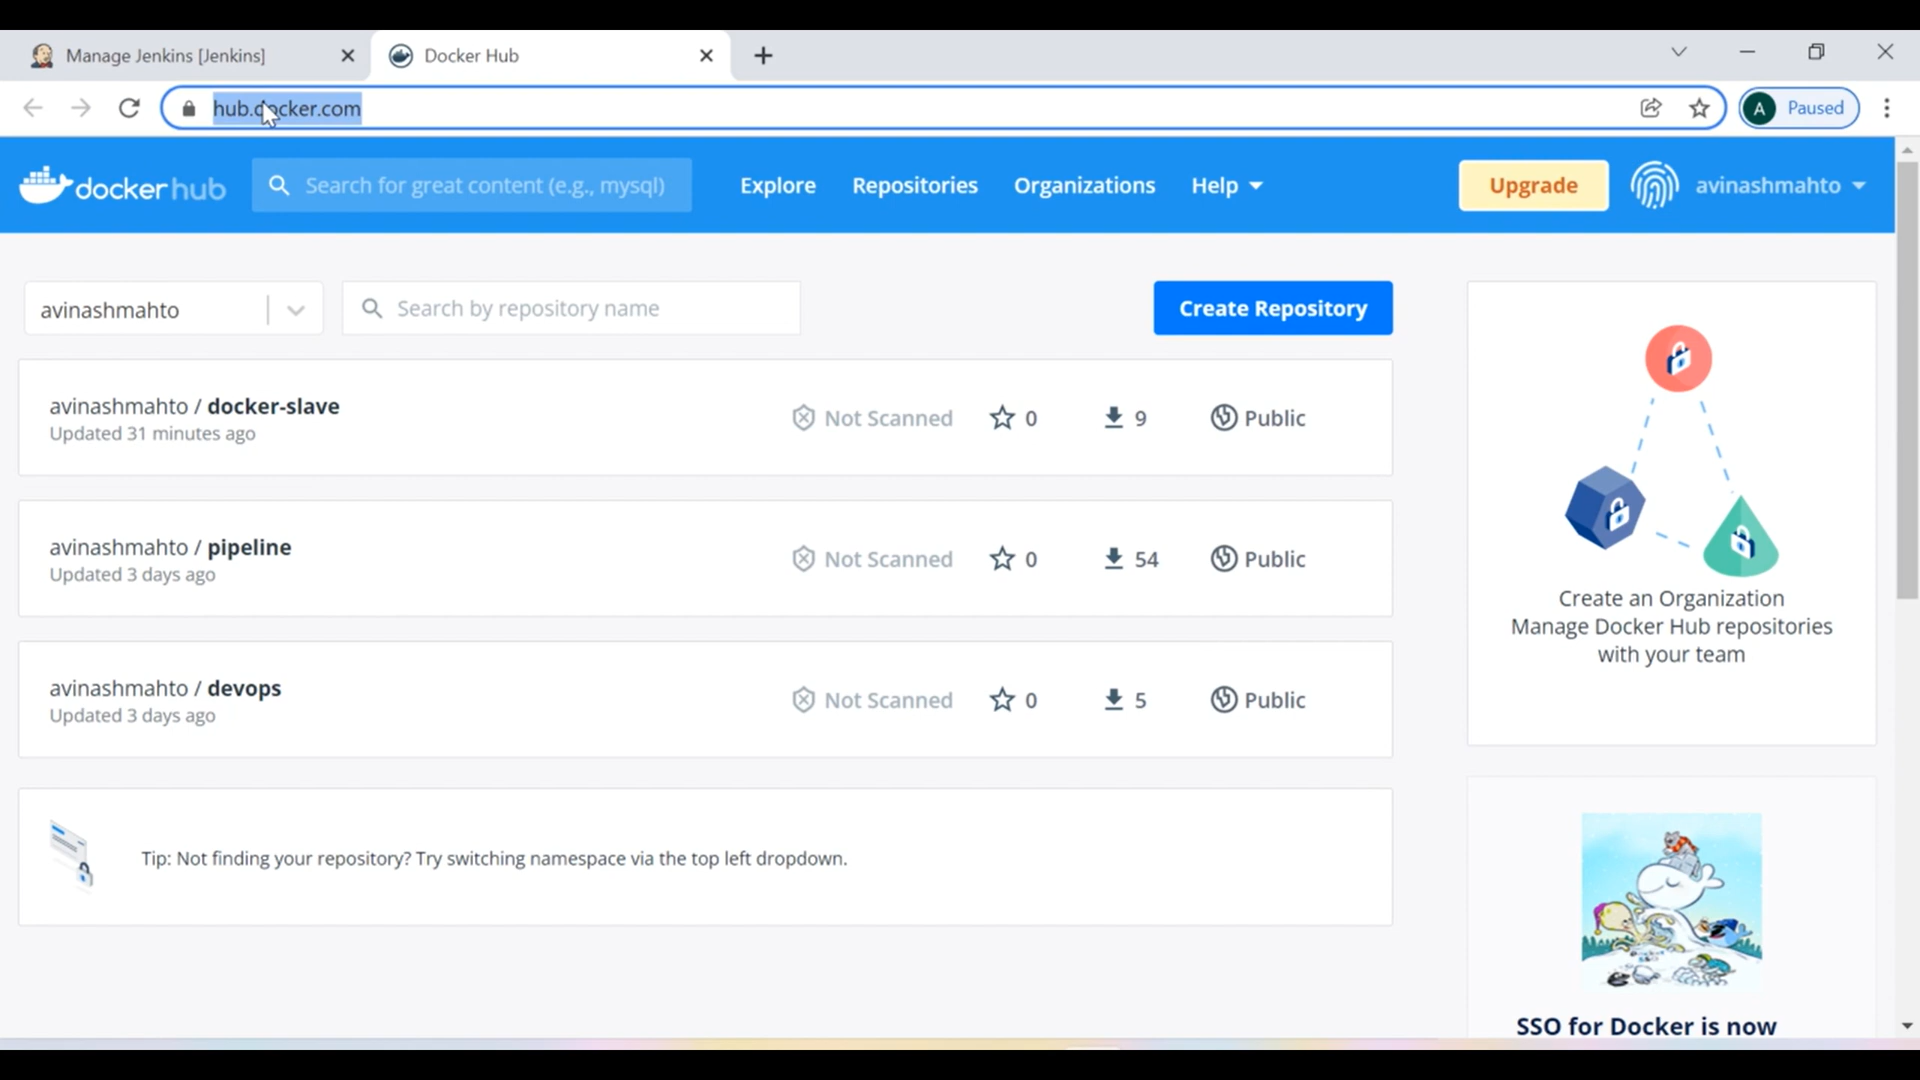 Manage Jenkins [Jenkins]
Docker Hub
hub.docker.com
A Paused
docker hub
Search for great content (e.g., mysql)
Explore
Repositories
Organizations
Help
Upgrade
avinashmahto
avinashmahto
Search by repository name
Create Repository
avinashmahto / docker-slave
Updated 31 minutes ago
Not Scanned
0
9
Public
avinashmahto / pipeline
Updated 3 days ago
Not Scanned
0
54
Public
avinashmahto / devops
Updated 3 days ago
Not Scanned
0
5
Public
Tip: Not finding your repository? Try switching namespace via the top left dropdown.
Create an Organization
Manage Docker Hub repositories
with your team
SSO for Docker is now